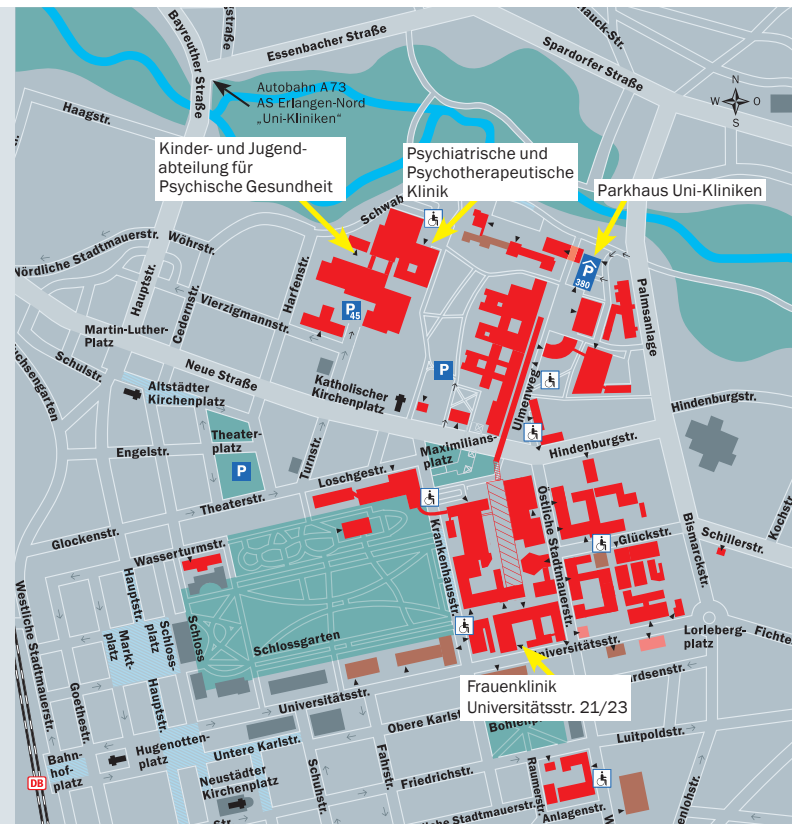 Bayreuther Straße
Essenbacher Straße
Spardorfer Straße
Autobahn A 73
AS Erlangen-Nord
„Uni-Kliniken“
N
W
O
S
Haagstr.
Kinder- und Jugend-
abteilung für
Psychische Gesundheit
Psychiatrische und
Psychotherapeutische
Klinik
Parkhaus Uni-Kliniken
Nördliche Stadtmauerstr.
Wöhrstr.
Hauptstr.
Cedernstr.
Vierzigmannstr.
Harfenstr.
P
45
P
380
Palmsanlage
Martin-Luther-
Platz
Schulstr.
Neue Straße
Altstädter
Kirchenplatz
Katholischer
Kirchenplatz
P
Ulmenweg
Hindenburgstr.
Engelstr.
Theater-
platz
P
Turnstr.
Maximilians-
platz
Hindenburgstr.
Loschgestr.
Theaterstr.
Glockenstr.
Wasserturmstr.
Krankenhausstr.
Östliche Stadtmauerstr.
Glückstr.
Bismarckstr.
Schillerstr.
Kochstr.
Westliche Stadtmauerstr.
Hauptstr.
Markt-
platz
Schloss-
platz
Schloss
Schlossgarten
Universitätsstr.
Lorleberg-
platz
Goethestr.
Hauptstr.
Universitätsstr.
Frauenklinik
Universitätsstr. 21/23
Bahn-
hof-
platz
Hugenotten-
platz
Untere Karlstr.
Luitpoldstr.
Neustädter
Kirchenplatz
Schuhstr.
Fahrstr.
Friedrichstr.
Raumerstr.
Anlagenstr.
DB